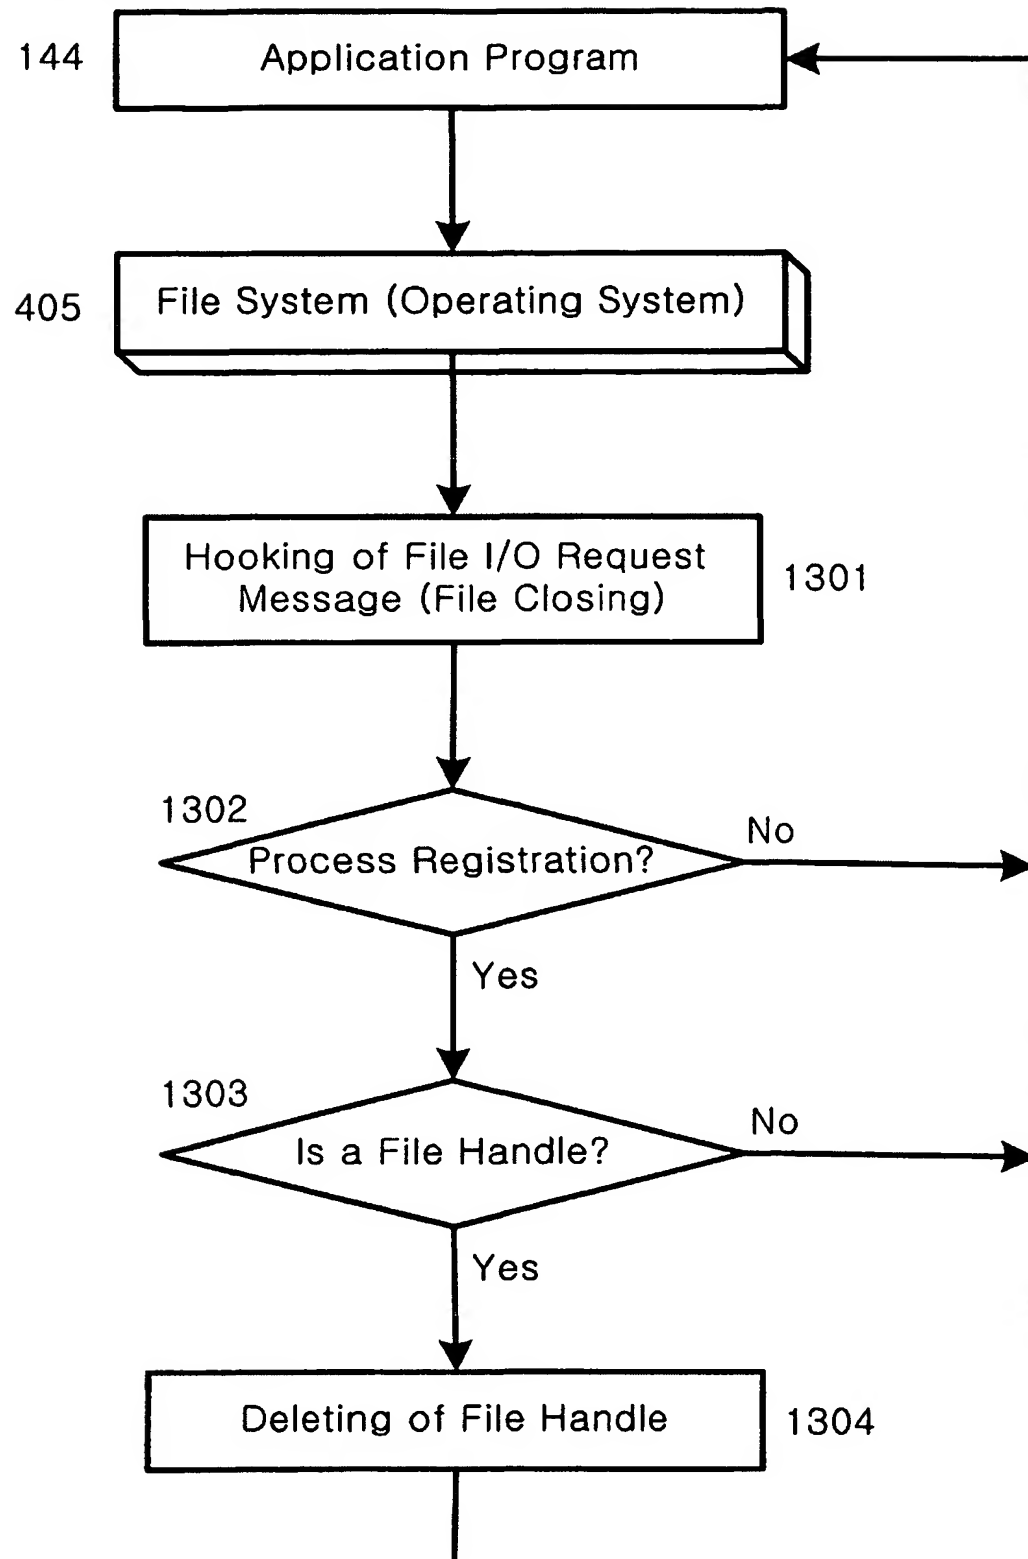 144
Application Program
405
File System (Operating System)
Hooking of File I/O Request
Message (File Closing)
1301
1302
Process Registration?
No
Yes
1303
Is a File Handle?
No
Yes
Deleting of File Handle
1304